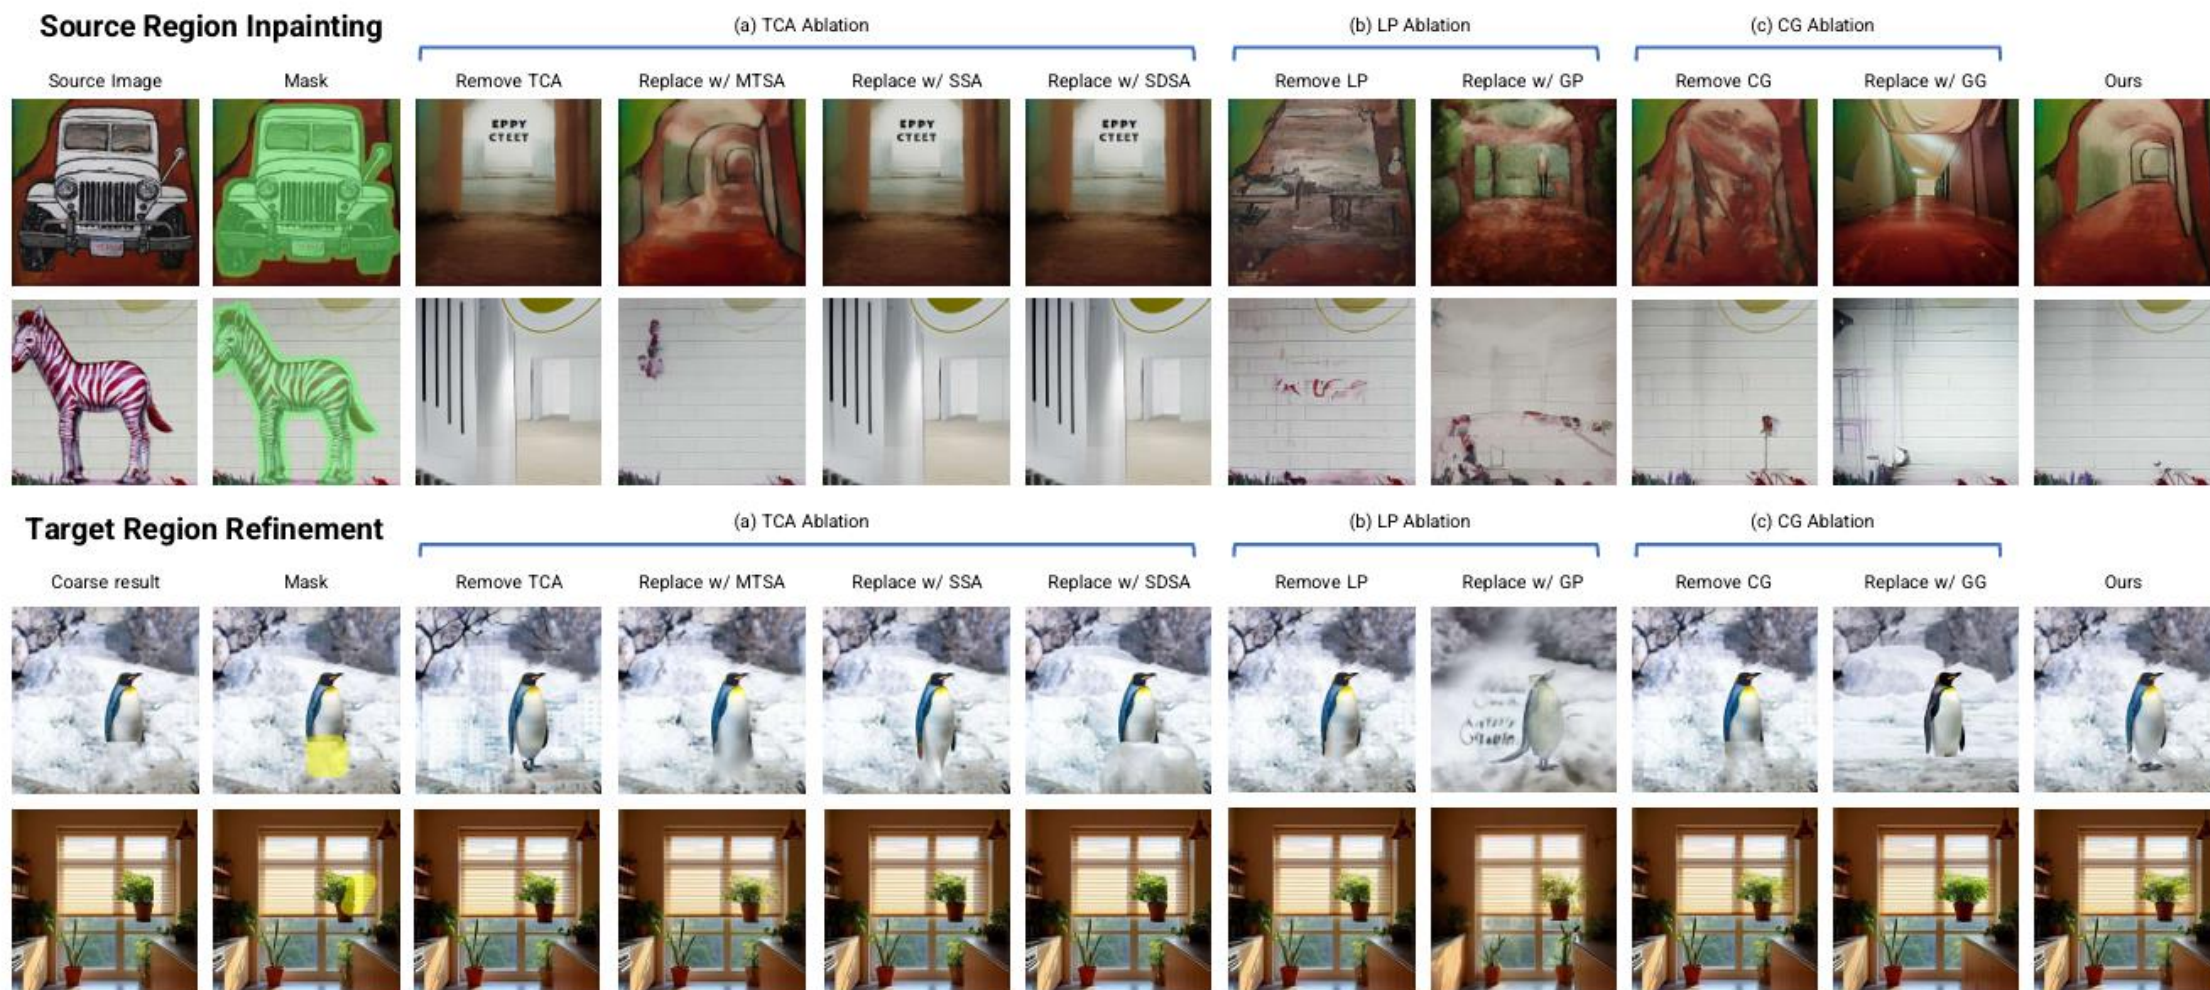 Source Region Inpainting
(a) TCA Ablation
(b) LP Ablation
(c) CG Ablation
Source Image
Mask
Remove TCA
Replace w/ MTSA
Replace w/ SSA
Replace w/ SDSA
Remove LP
Replace w/ GP
Remove CG
Replace w/ GG
Ours
EPPY
CTEET
EPPY
CTEET
EPPY
CTEET
Target Region Refinement
(a) TCA Ablation
(b) LP Ablation
(c) CG Ablation
Coarse result
Mask
Remove TCA
Replace w/ MTSA
Replace w/ SSA
Replace w/ SDSA
Remove LP
Replace w/ GP
Remove CG
Replace w/ GG
Ours